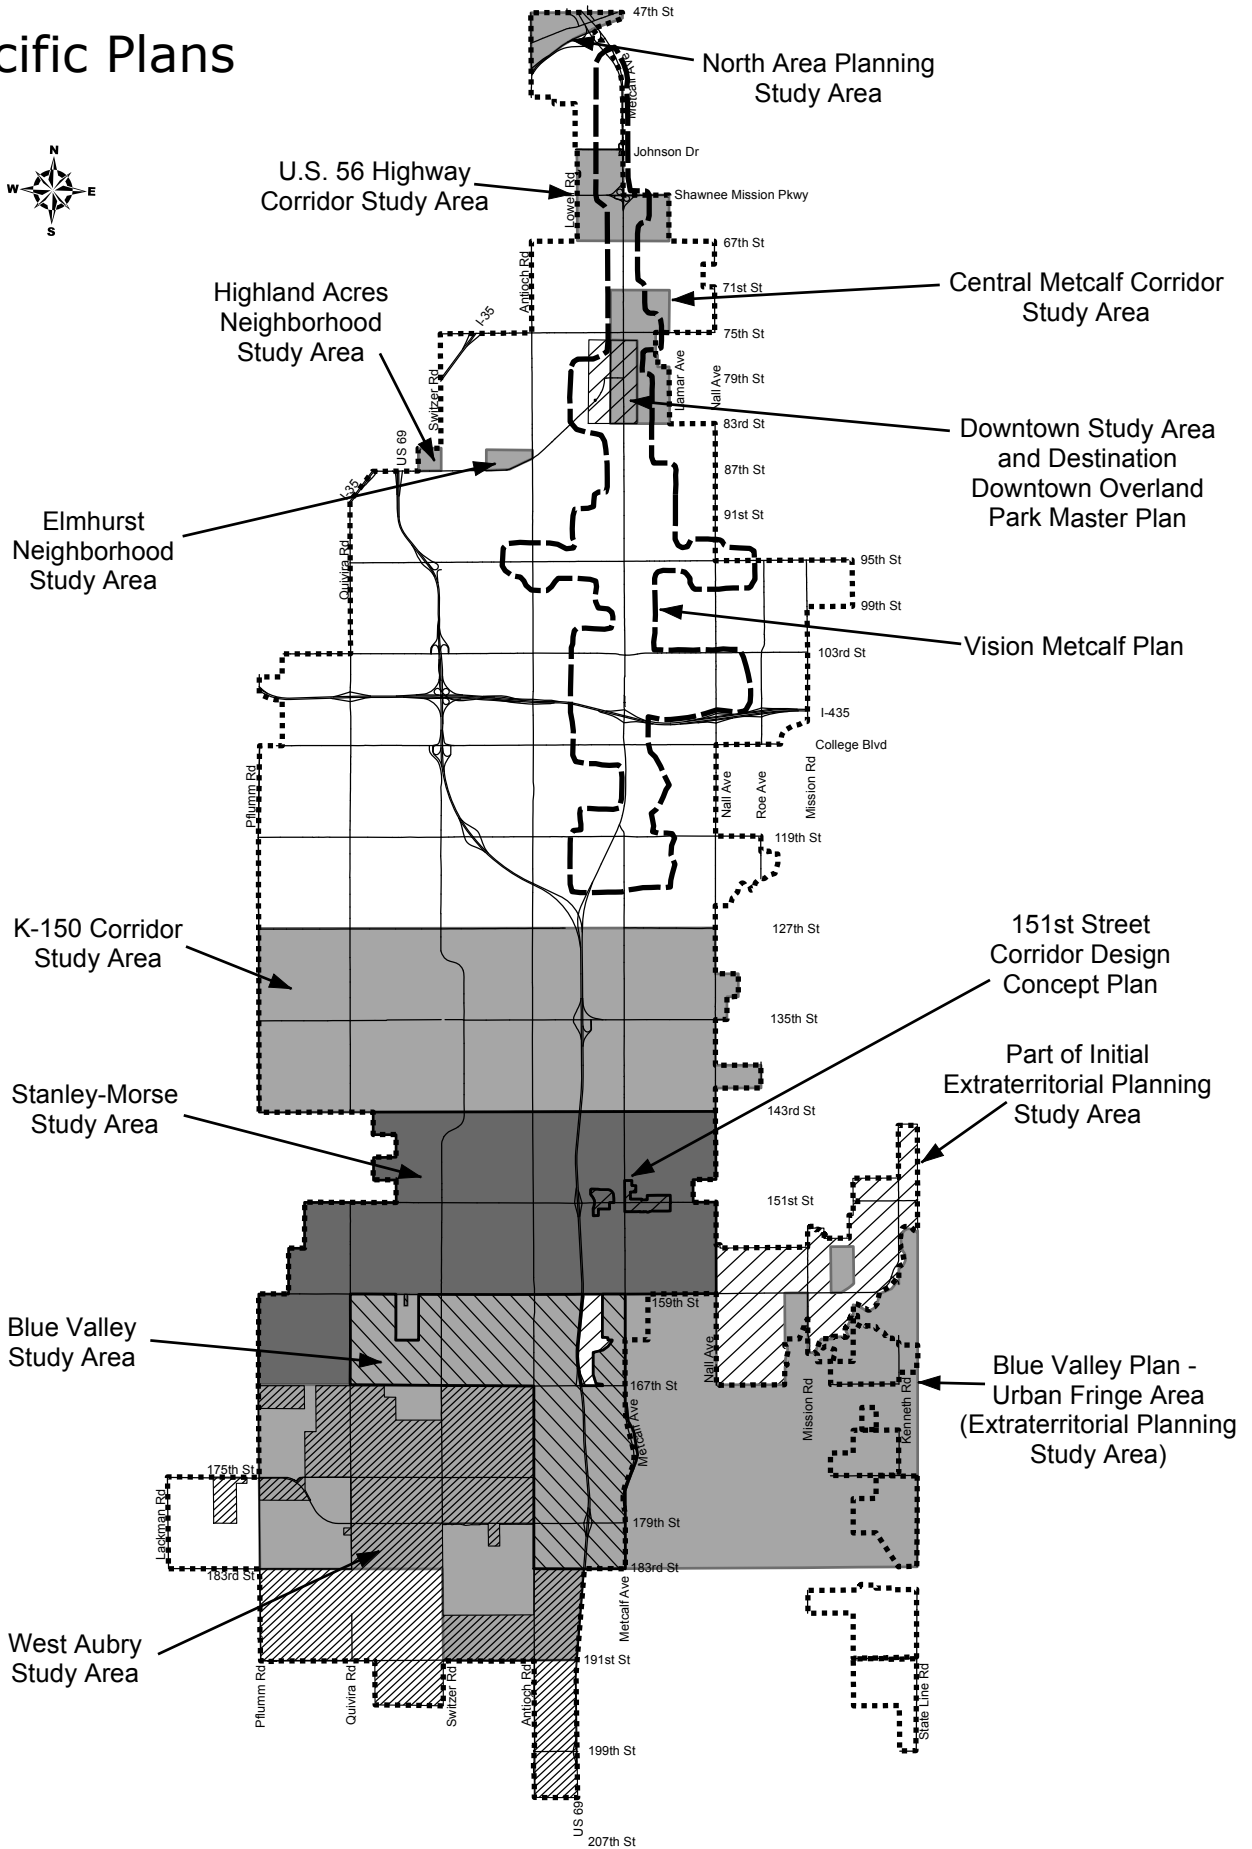 cific Plans
47th St
North Area Planning
Study Area
Metcalf Ave
N
W
E
S
Johnson Dr
U.S. 56 Highway
Corridor Study Area
Lowell Rd
Shawnee Mission Pkwy
67th St
Antioch Rd
71st St
Central Metcalf Corridor
Study Area
Highland Acres
Neighborhood
Study Area
I-35
75th St
Switzer Rd
Lamar Ave
Nall Ave
79th St
83rd St
Downtown Study Area
and Destination
Downtown Overland
Park Master Plan
US 69
87th St
I-35
Elmhurst
Neighborhood
Study Area
91st St
Quivira Rd
95th St
99th St
Vision Metcalf Plan
103rd St
I-435
College Blvd
Pflumm Rd
Nall Ave
Roe Ave
Mission Rd
119th St
K-150 Corridor
Study Area
127th St
151st Street
Corridor Design
Concept Plan
135th St
Part of Initial
Extraterritorial Planning
Study Area
Stanley-Morse
Study Area
143rd St
151st St
159th St
Blue Valley
Study Area
Nall Ave
Blue Valley Plan -
Urban Fringe Area
(Extraterritorial Planning
Study Area)
167th St
Mission Rd
Kenneth Rd
Metcalf Ave
175th St
Lackman Rd
179th St
183rd St
183rd St
Metcalf Ave
West Aubry
Study Area
191st St
Pflumm Rd
Quivira Rd
Switzer Rd
Antioch Rd
State Line Rd
199th St
US 69
207th St